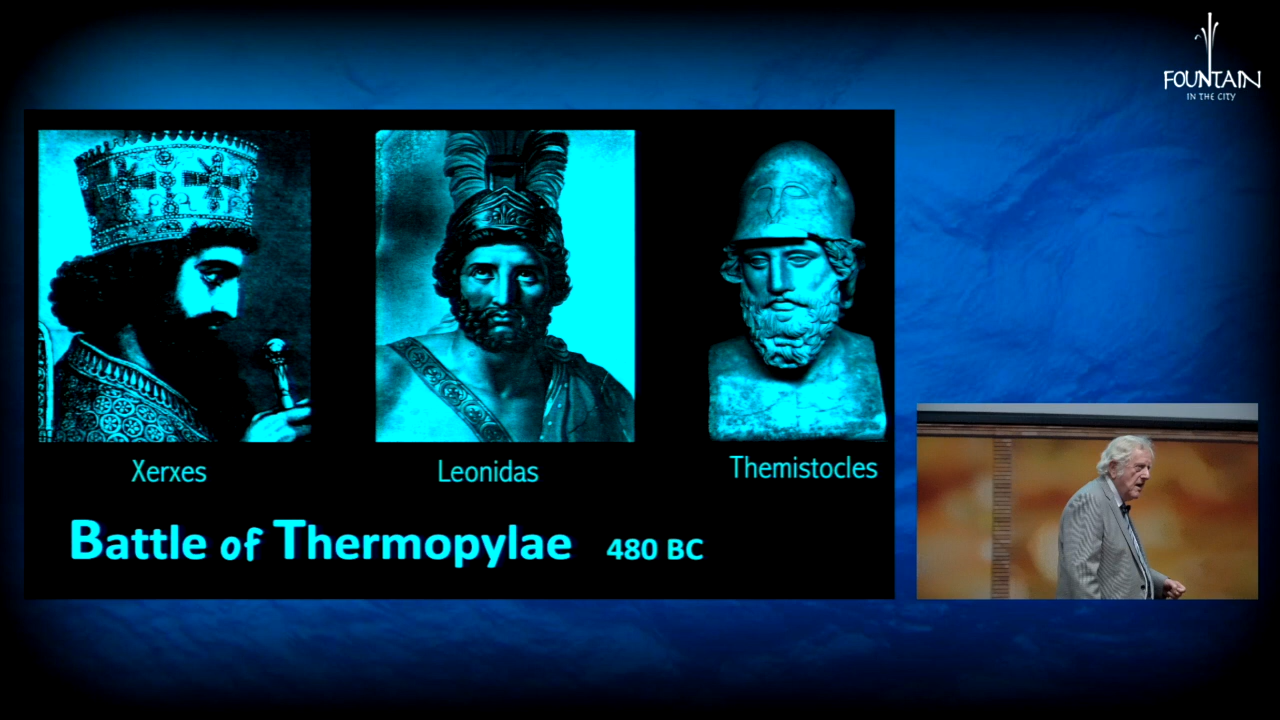 FOUNTAIN
IN THE CITY
Xerxes
Leonidas
Themistocles
Battle of Thermopylae 480 BC